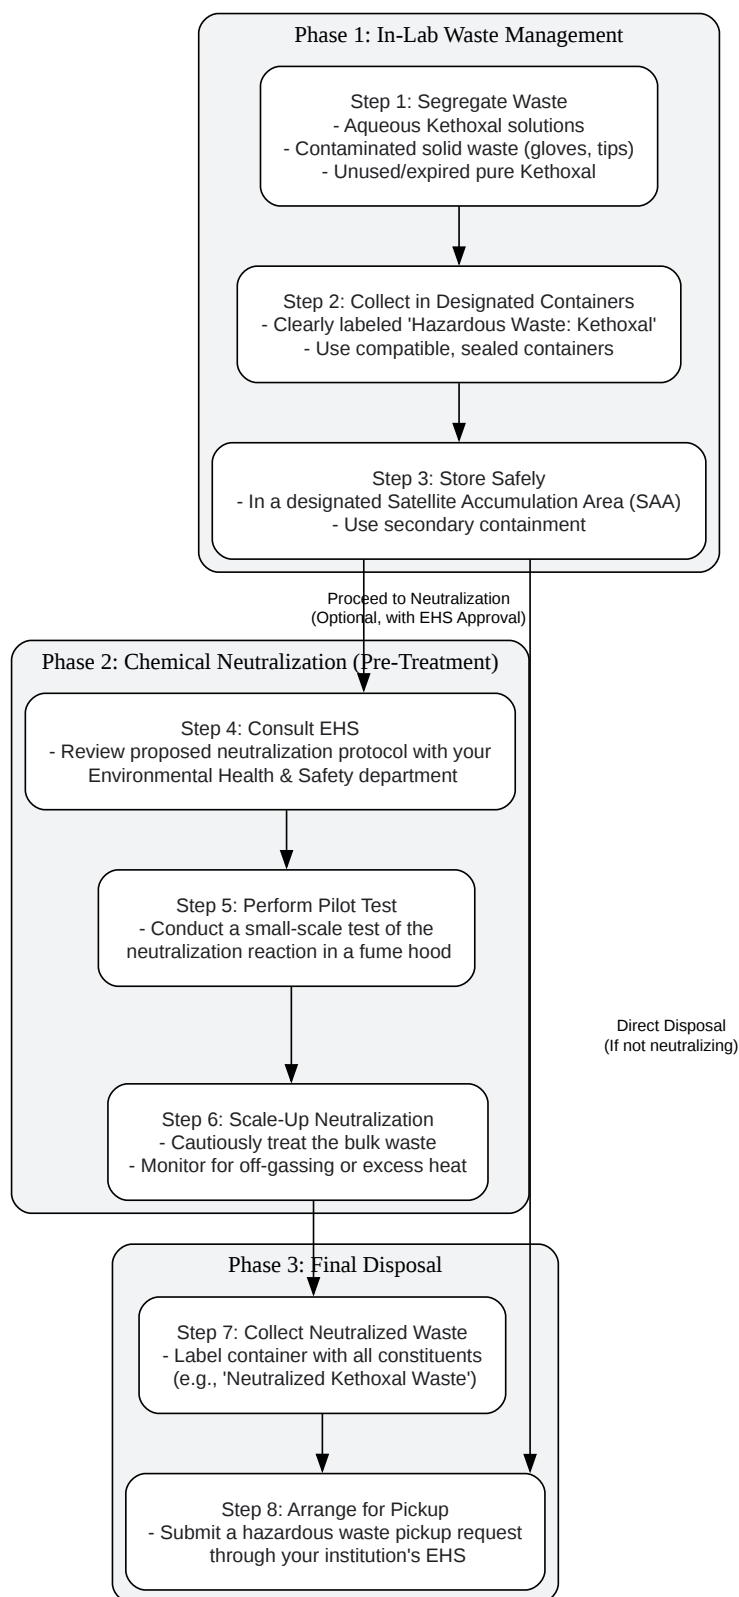 Phase 1: In-Lab Waste Management
Step 1: Segregate Waste
- Aqueous Kethoxal solutions
- Contaminated solid waste (gloves, tips)
- Unused/expired pure Kethoxal
Step 2: Collect in Designated Containers
- Clearly labeled 'Hazardous Waste: Kethoxal'
- Use compatible, sealed containers
Step 3: Store Safely
- In a designated Satellite Accumulation Area (SAA)
- Use secondary containment
Proceed to Neutralization
(Optional, with EHS Approval)
Phase 2: Chemical Neutralization (Pre-Treatment)
Step 4: Consult EHS
- Review proposed neutralization protocol with your
Environmental Health & Safety department
Step 5: Perform Pilot Test
- Conduct a small-scale test of the
neutralization reaction in a fume hood
Direct Disposal
(If not neutralizing)
Step 6: Scale-Up Neutralization
- Cautiously treat the bulk waste
- Monitor for off-gassing or excess heat
Phase 3: Final Disposal
Step 7: Collect Neutralized Waste
- Label container with all constituents
(e.g., 'Neutralized Kethoxal Waste')
Step 8: Arrange for Pickup
- Submit a hazardous waste pickup request
through your institution's EHS